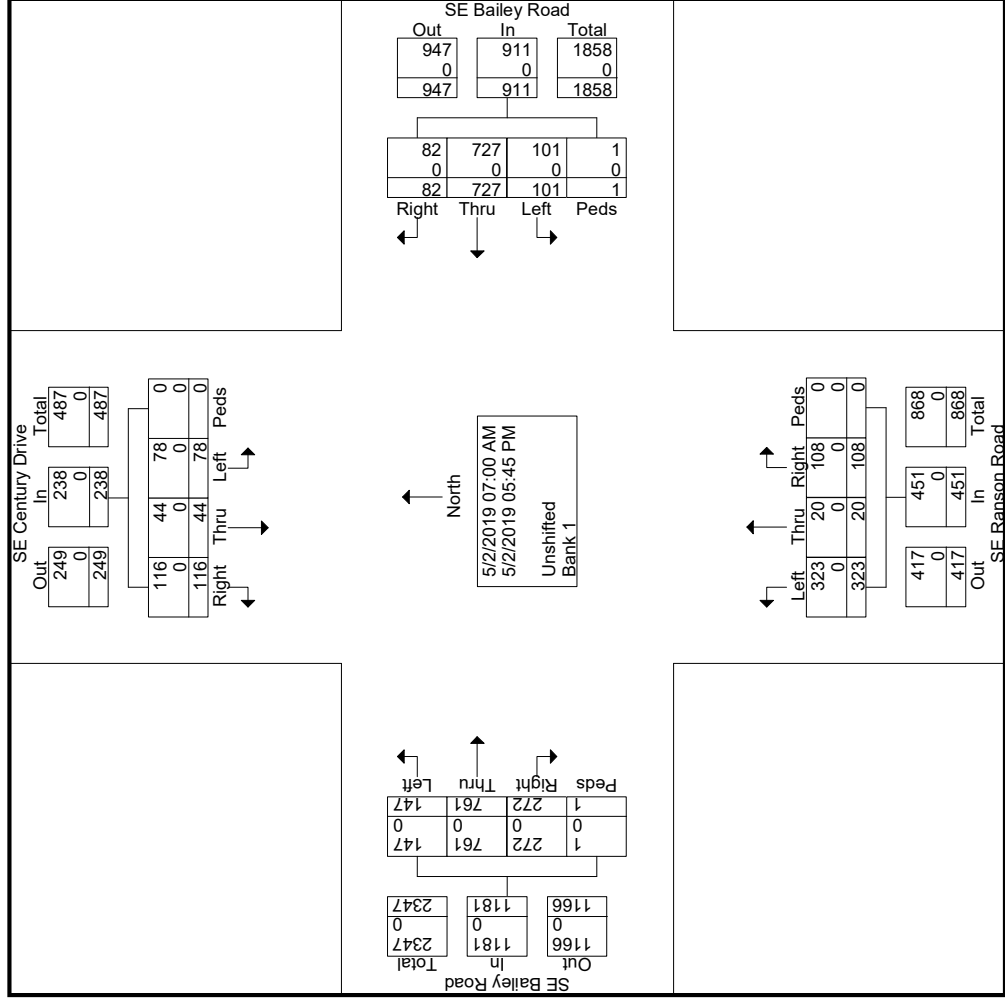 SE Bailey Road
Out In Total
947 911 1858
0 0 0
947 911 1858
82 727 101 1
0 0 0 0
82 727 101 1
Right Thru Left Peds
SE Century Drive
Out In Total
249 238 487
0 0 0
249 238 487
116 44 78 0
0 0 0 0
116 44 78 0
Right Thru Left Peds
North
5/2/2019 07:00 AM
5/2/2019 05:45 PM
Unshifted
Bank 1
Left Thru Right Peds
323 20 108 0
0 0 0 0
323 20 108 0
417 451 868
0 0 0
417 451 868
Out In Total
SE Ranson Road
Left Thru Right Peds
147 761 272 1
0 0 0 0
147 761 272 1
2347 1181 1166
0 0 0
2347 1181 1166
Total In Out
SE Bailey Road